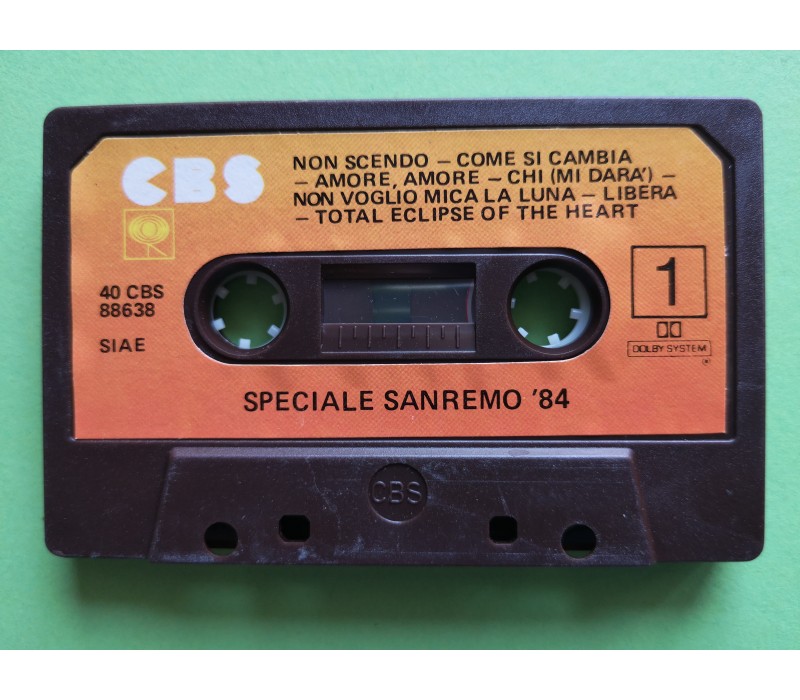 CBS
NON SCENDO – COME SI CAMBIA
– AMORE, AMORE – CHI (MI DARA') –
NON VOGLIO MICA LA LUNA – LIBERA
– TOTAL ECLIPSE OF THE HEART
40 CBS
88638
SIAE
1
DOLBY SYSTEM
SPECIALE SANREMO '84
CBS